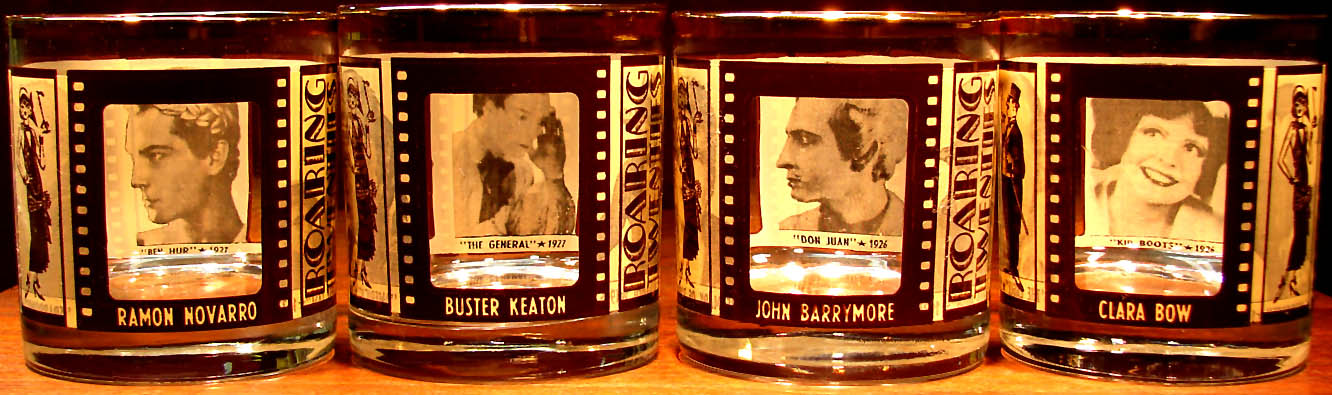 "BEN HUR" ★ 1927
RAMON NOVARRO
ROARING
TWENTIES
"THE GENERAL" ★ 1927
BUSTER KEATON
ROARING
TWENTIES
"DON JUAN" ★ 1926
JOHN BARRYMORE
ROARING
TWENTIES
"KID BOOTS" ★ 1926
CLARA BOW